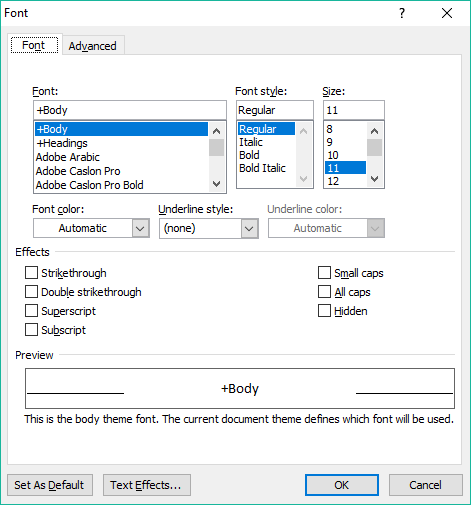 Font
Font Advanced
Font: Font style: Size:
+Body Regular 11
+Body Regular 8
+Headings Italic 9
Adobe Arabic Bold 10
Adobe Caslon Pro Bold Italic 11
Adobe Caslon Pro Bold 12
Font color: Underline style: Underline color:
Automatic (none) Automatic
Effects
Strikethrough Small caps
Double strikethrough All caps
Superscript Hidden
Subscript
Preview
+Body
This is the body theme font. The current document theme defines which font will be used.
Set As Default Text Effects... OK Cancel